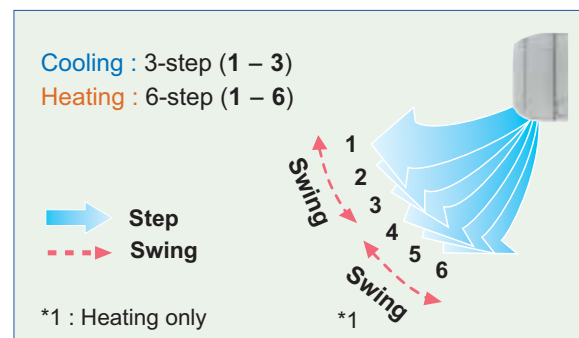 Cooling : 3-step (1 – 3)
Heating : 6-step (1 – 6)
1
2
3
4
5
6
Swing
Swing
Step
Swing
*1 : Heating only
*1